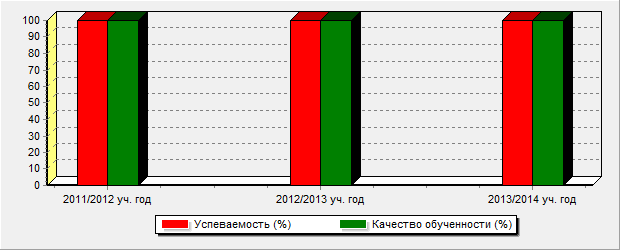 100
90
80
70
60
50
40
30
20
10
0
2011/2012 уч. год
2012/2013 уч. год
2013/2014 уч. год
Успеваемость (%)
Качество обученности (%)